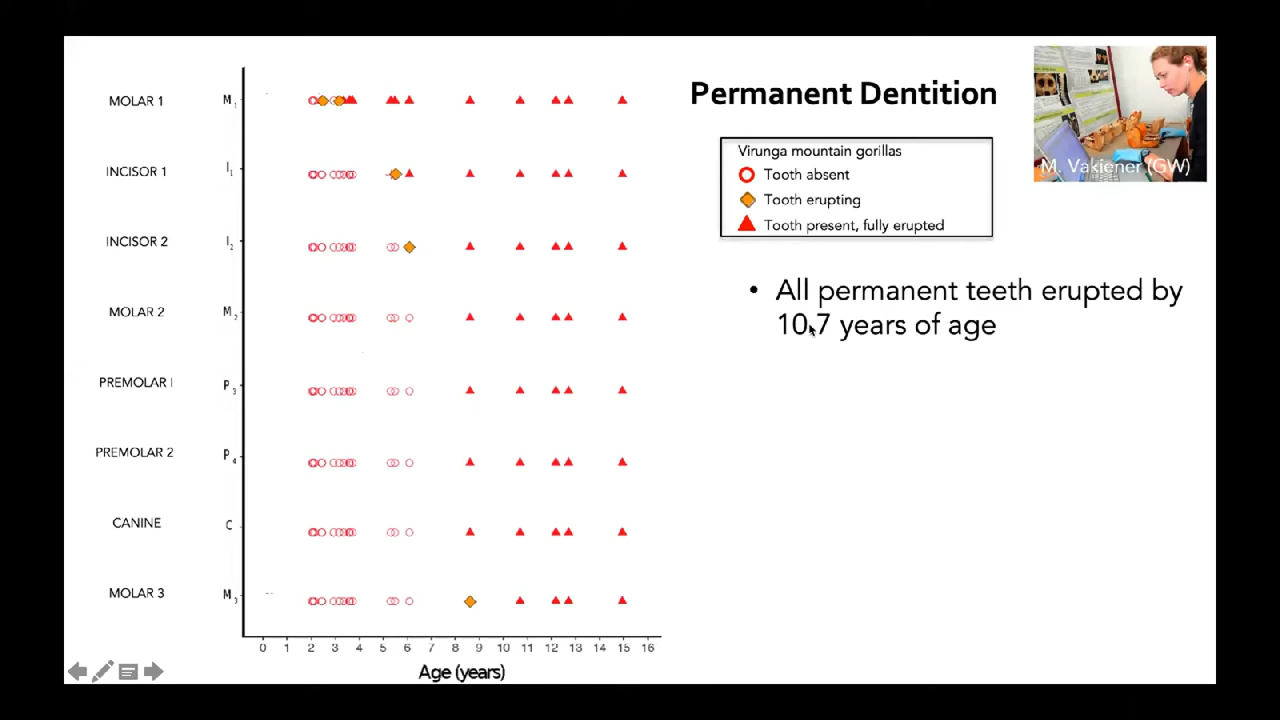 Permanent Dentition
M. Vakiener (GW)
Virunga mountain gorillas
Tooth absent
Tooth erupting
Tooth present, fully erupted
• All permanent teeth erupted by
10.7 years of age
MOLAR 1 M1
INCISOR 1 I1
INCISOR 2 I2
MOLAR 2 M2
PREMOLAR I P3
PREMOLAR 2 P4
CANINE C
MOLAR 3 M3
0 1 2 3 4 5 6 7 8 9 10 11 12 13 14 15 16
Age (years)